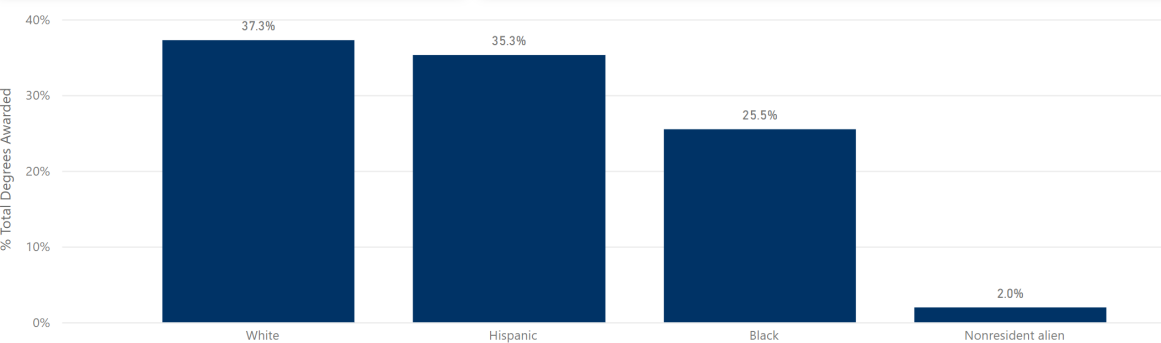 % Total Degrees Awarded
40%
30%
20%
10%
0%
37.3%
35.3%
25.5%
2.0%
White
Hispanic
Black
Nonresident alien